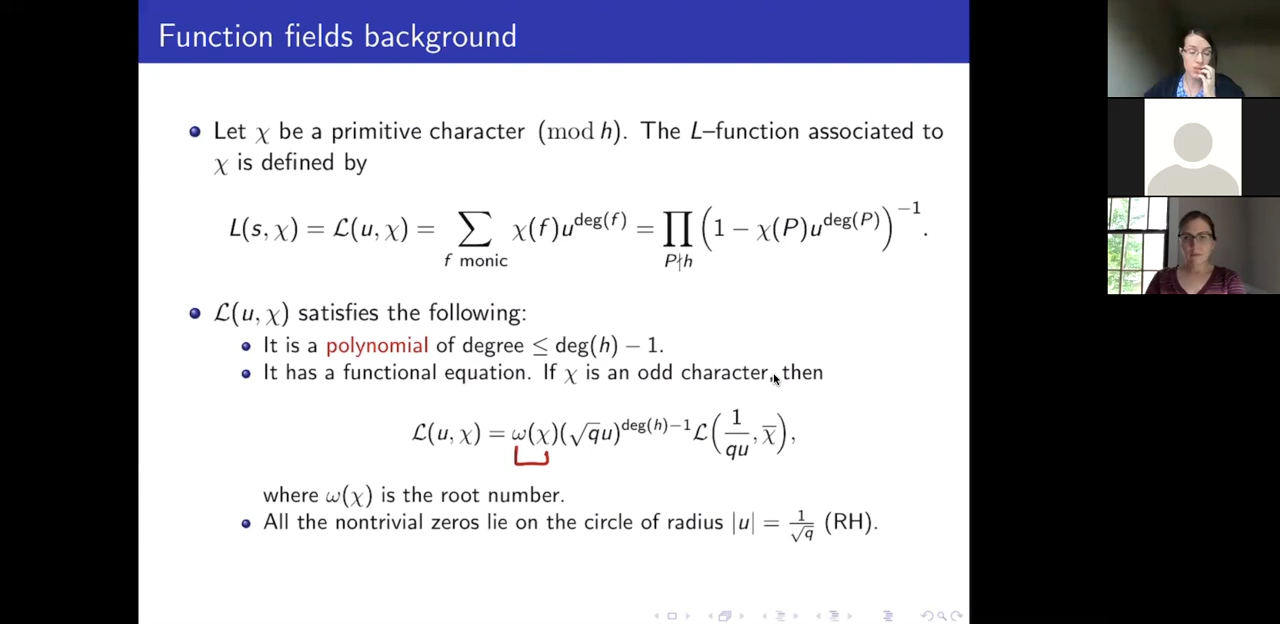 Function fields background
Let χ be a primitive character (mod h). The L–function associated to
χ is defined by
L(s, χ) = 𝓛(u, χ) = ∑_{f monic} χ(f)u^{deg(f)} = ∏_{P∤h} (1 − χ(P)u^{deg(P)})^{−1}.
𝓛(u, χ) satisfies the following:
It is a polynomial of degree ≤ deg(h) − 1.
It has a functional equation. If χ is an odd character, then
𝓛(u, χ) = ω(χ)(√q u)^{deg(h)−1} 𝓛(1/(qu), χ̄),
where ω(χ) is the root number.
All the nontrivial zeros lie on the circle of radius |u| = 1/√q (RH).